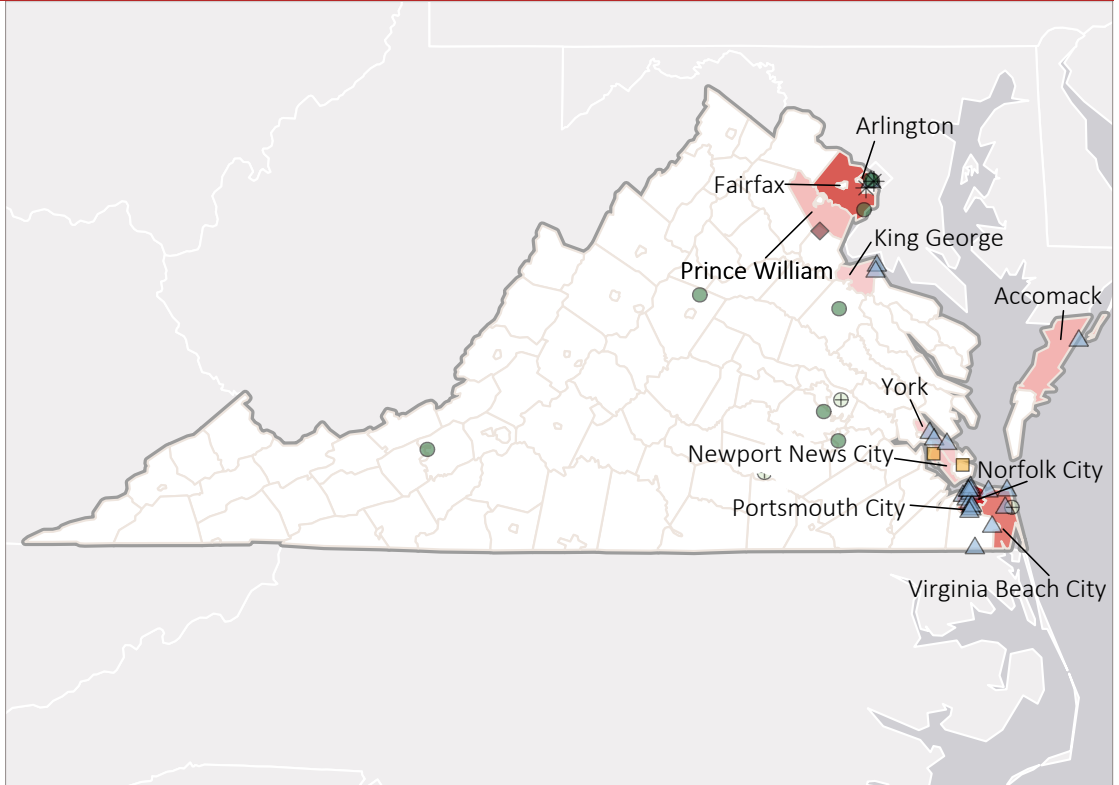 Arlington
Fairfax
King George
Prince William
Accomack
York
Newport News City
Norfolk City
Portsmouth City
Virginia Beach City